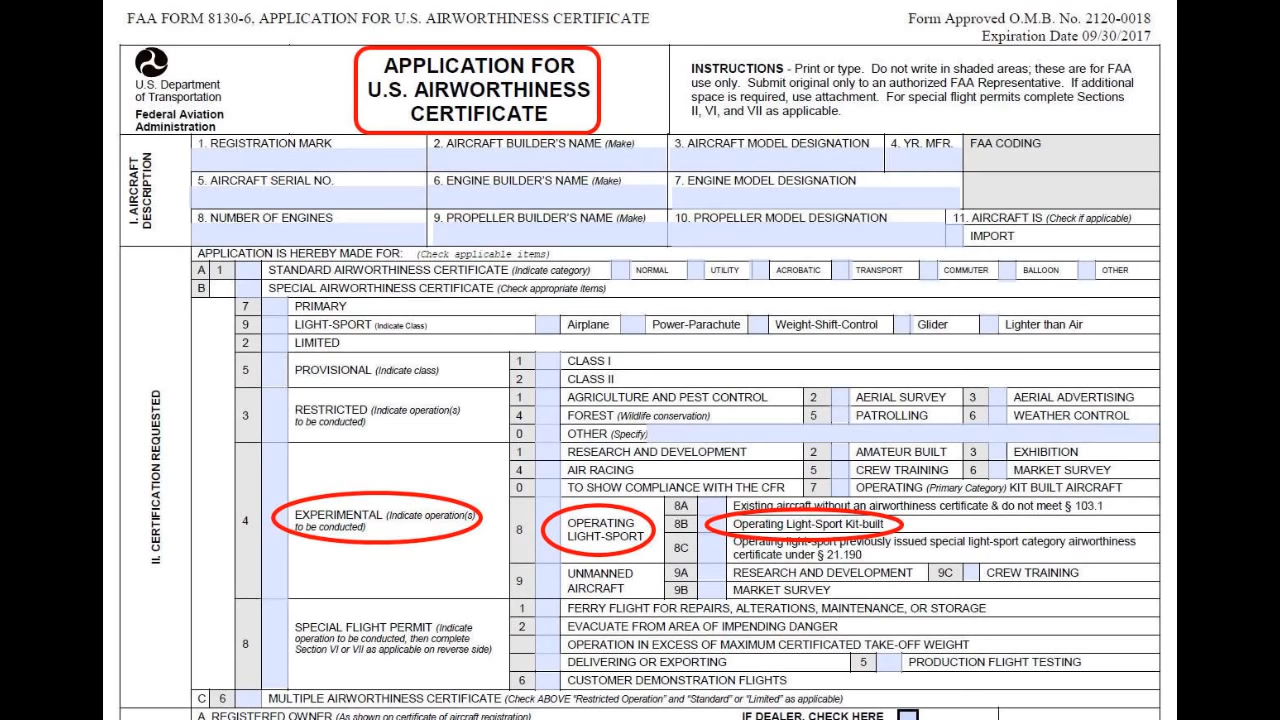 FAA FORM 8130-6, APPLICATION FOR U.S. AIRWORTHINESS CERTIFICATE
Form Approved O.M.B. No. 2120-0018
Expiration Date 09/30/2017
U.S. Department
of Transportation
Federal Aviation
Administration
APPLICATION FOR
U.S. AIRWORTHINESS
CERTIFICATE
INSTRUCTIONS - Print or type. Do not write in shaded areas; these are for FAA
use only. Submit original only to an authorized FAA Representative. If additional
space is required, use attachment. For special flight permits complete Sections
II, VI, and VII as applicable.
I. AIRCRAFT
DESCRIPTION
1. REGISTRATION MARK 2. AIRCRAFT BUILDER'S NAME (Make) 3. AIRCRAFT MODEL DESIGNATION 4. YR. MFR. FAA CODING
5. AIRCRAFT SERIAL NO. 6. ENGINE BUILDER'S NAME (Make) 7. ENGINE MODEL DESIGNATION
8. NUMBER OF ENGINES 9. PROPELLER BUILDER'S NAME (Make) 10. PROPELLER MODEL DESIGNATION 11. AIRCRAFT IS (Check if applicable)
IMPORT
II. CERTIFICATION REQUESTED
APPLICATION IS HEREBY MADE FOR: (Check applicable items)
A 1 STANDARD AIRWORTHINESS CERTIFICATE (Indicate category) NORMAL UTILITY ACROBATIC TRANSPORT COMMUTER BALLOON OTHER
B SPECIAL AIRWORTHINESS CERTIFICATE (Check appropriate items)
7 PRIMARY
9 LIGHT-SPORT (Indicate Class) Airplane Power-Parachute Weight-Shift-Control Glider Lighter than Air
2 LIMITED
5 PROVISIONAL (Indicate class)
1 CLASS I
2 CLASS II
3 RESTRICTED (Indicate operation(s)
to be conducted)
1 AGRICULTURE AND PEST CONTROL 2 AERIAL SURVEY 3 AERIAL ADVERTISING
4 FOREST (Wildlife conservation) 5 PATROLLING 6 WEATHER CONTROL
0 OTHER (Specify)
4 EXPERIMENTAL (Indicate operation(s)
to be conducted)
1 RESEARCH AND DEVELOPMENT 2 AMATEUR BUILT 3 EXHIBITION
4 AIR RACING 5 CREW TRAINING 6 MARKET SURVEY
0 TO SHOW COMPLIANCE WITH THE CFR 7 OPERATING (Primary Category) KIT BUILT AIRCRAFT
8 OPERATING
LIGHT-SPORT
8A Existing aircraft without an airworthiness certificate & do not meet § 103.1
8B Operating Light-Sport Kit-built
8C Operating light-sport previously issued special light-sport category airworthiness
certificate under § 21.190
9 UNMANNED
AIRCRAFT
9A RESEARCH AND DEVELOPMENT 9C CREW TRAINING
9B MARKET SURVEY
8 SPECIAL FLIGHT PERMIT (Indicate
operation to be conducted, then complete
Section VI or VII as applicable on reverse side)
1 FERRY FLIGHT FOR REPAIRS, ALTERATIONS, MAINTENANCE, OR STORAGE
2 EVACUATE FROM AREA OF IMPENDING DANGER
OPERATION IN EXCESS OF MAXIMUM CERTIFICATED TAKE-OFF WEIGHT
DELIVERING OR EXPORTING 5 PRODUCTION FLIGHT TESTING
6 CUSTOMER DEMONSTRATION FLIGHTS
C 6 MULTIPLE AIRWORTHINESS CERTIFICATE (Check ABOVE "Restricted Operation" and "Standard" or "Limited" as applicable)
A. REGISTERED OWNER (As shown on certificate of aircraft registration) IF DEALER, CHECK HERE